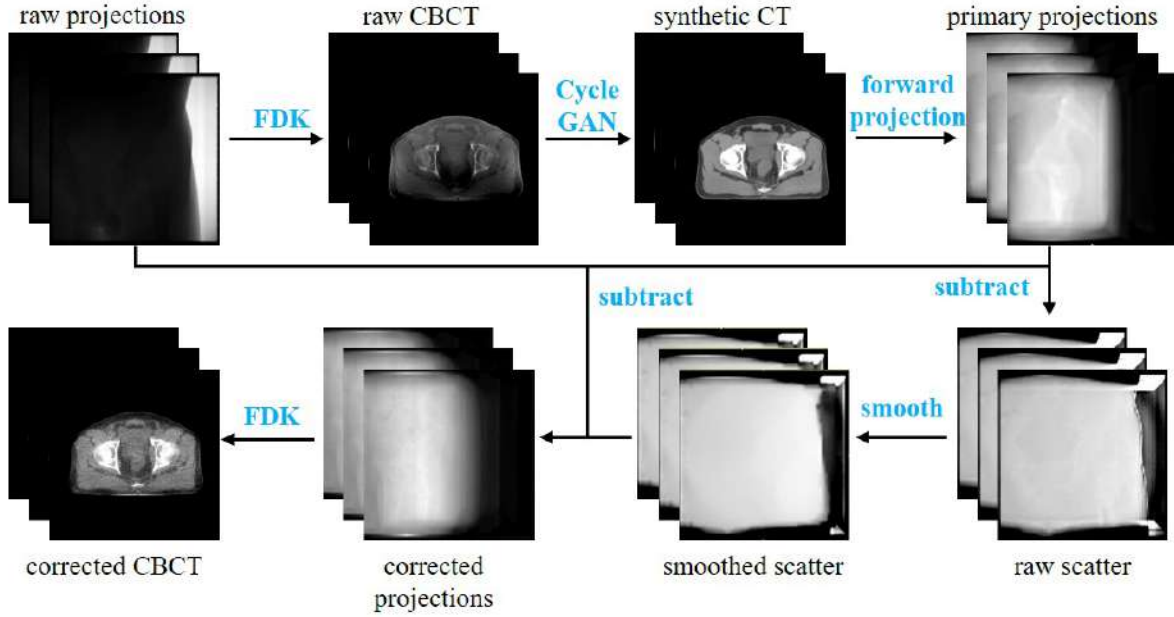 raw projections
raw CBCT
synthetic CT
primary projections
FDK
Cycle
GAN
forward
projection
subtract
subtract
FDK
smooth
corrected CBCT
corrected
projections
smoothed scatter
raw scatter